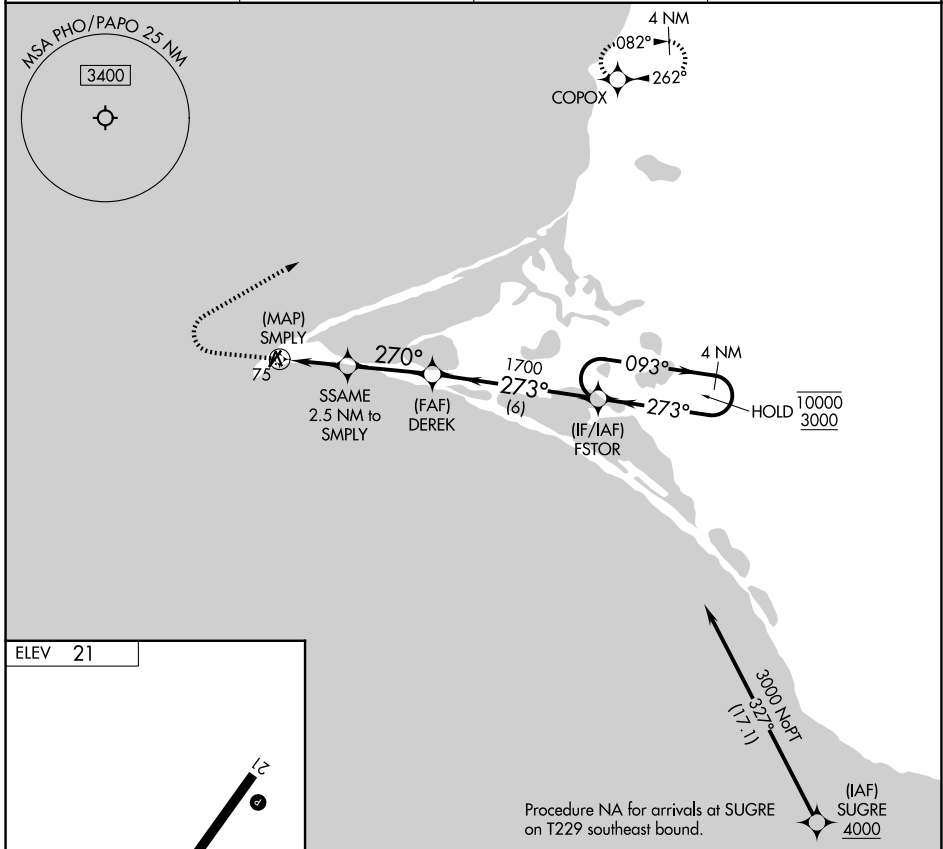 MSA PHO/PAPO 25 NM
3400
4 NM
082°
262°
COPOX
(MAP)
SMPLY
75
270°
1700
273°
(6)
093°
4 NM
273°
HOLD
10000
3000
SSAME
2.5 NM to
SMPLY
(FAF)
DEREK
(IF/IAF)
FSTOR
3000 NoPT
327°
(17.1)
(IAF)
SUGRE
4000
Procedure NA for arrivals at SUGRE
on T229 southeast bound.
ELEV 21
21
P